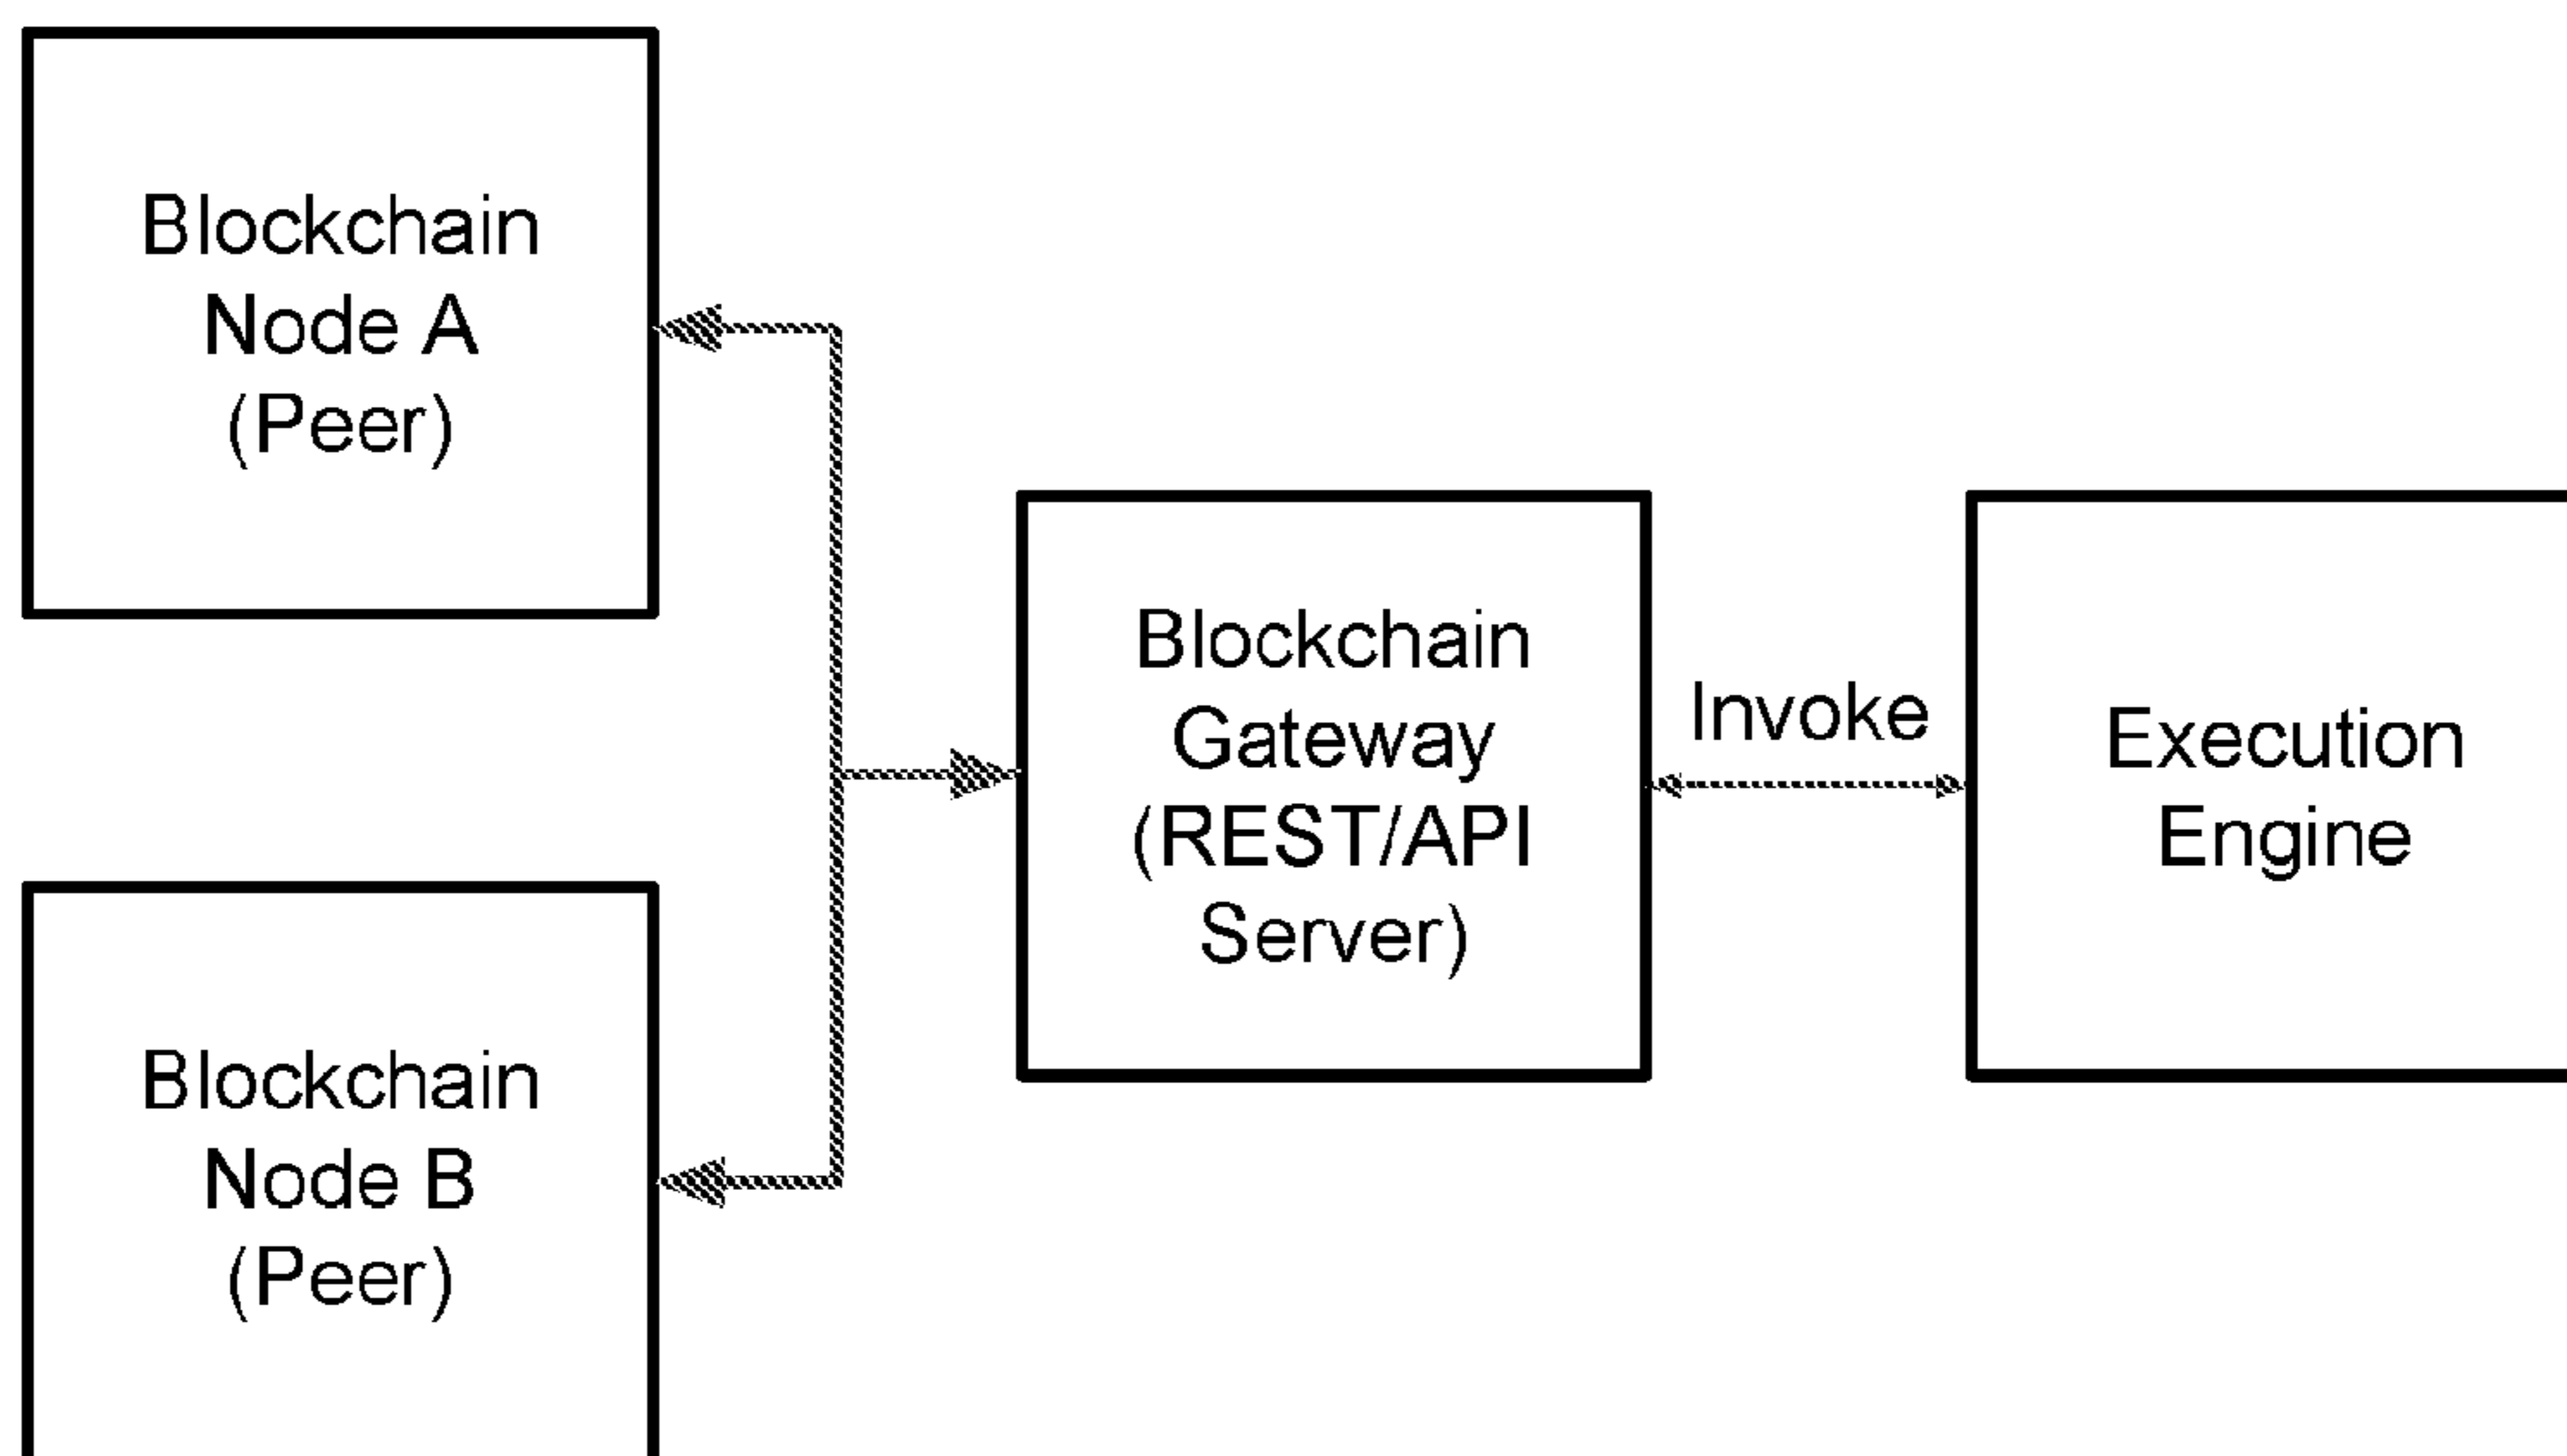 Blockchain
Node A
(Peer)
Blockchain
Gateway
(REST/API
Server)
Invoke
Execution
Engine
Blockchain
Node B
(Peer)